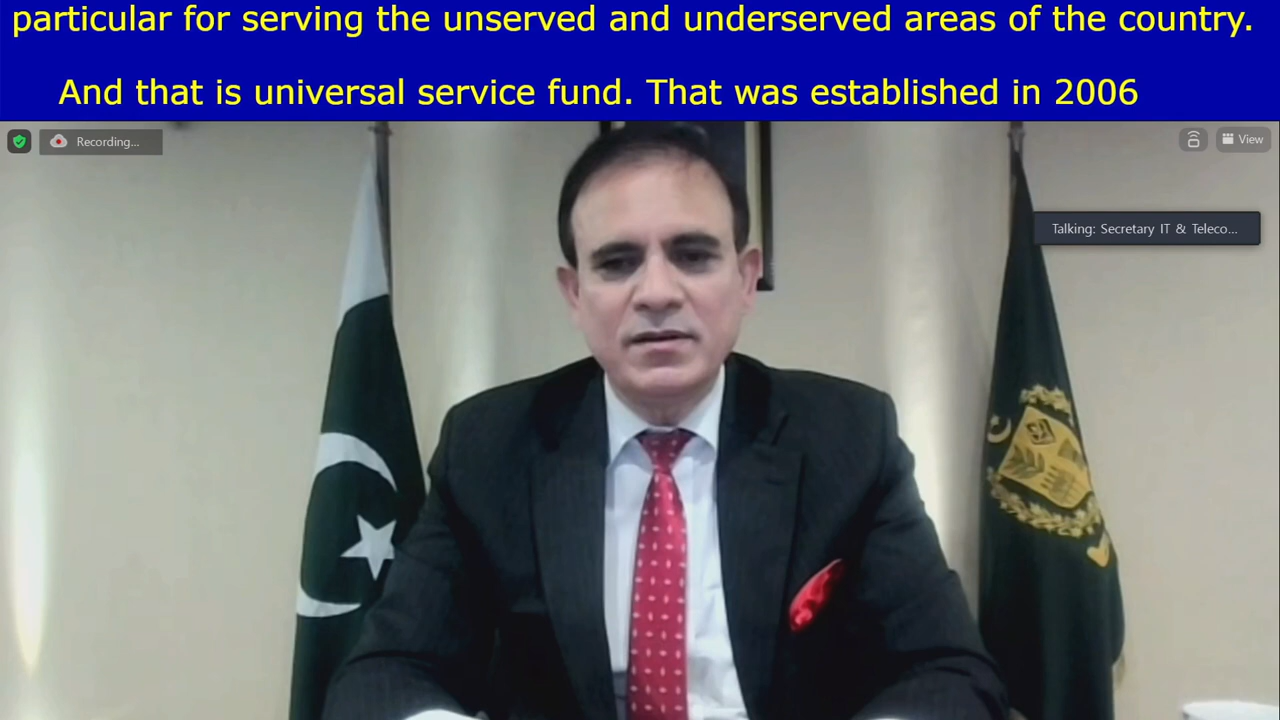 particular for serving the unserved and underserved areas of the country.
And that is universal service fund. That was established in 2006
Recording...
View
Talking: Secretary IT & Teleco...